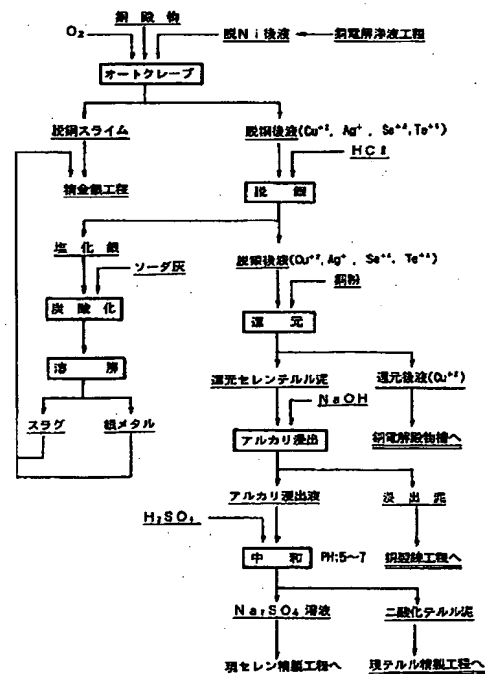 銅殿物
O₂
脱Ni後液
銅電解浄液工程
オートクレーブ
脱銅スライム
脱銅後液(Cu⁺², Ag⁺, Se⁺⁴, Te⁺⁶)
HCl
精金銀工程
脱銀
塩化銀
脱銀後液(Cu⁺², Ag⁺, Se⁺⁴, Te⁺⁴)
ソーダ灰
銅粉
炭酸化
還元
溶解
還元セレンテルル泥
還元後液(Cu⁺²)
NaOH
スラグ
銀メタル
アルカリ浸出
銅電解殿物槽へ
アルカリ浸出液
浸出泥
H₂SO₄
中和
PH:5～7
銅製錬工程へ
Na₂SO₄溶液
二酸化テルル泥
現セレン精製工程へ
現テルル精製工程へ